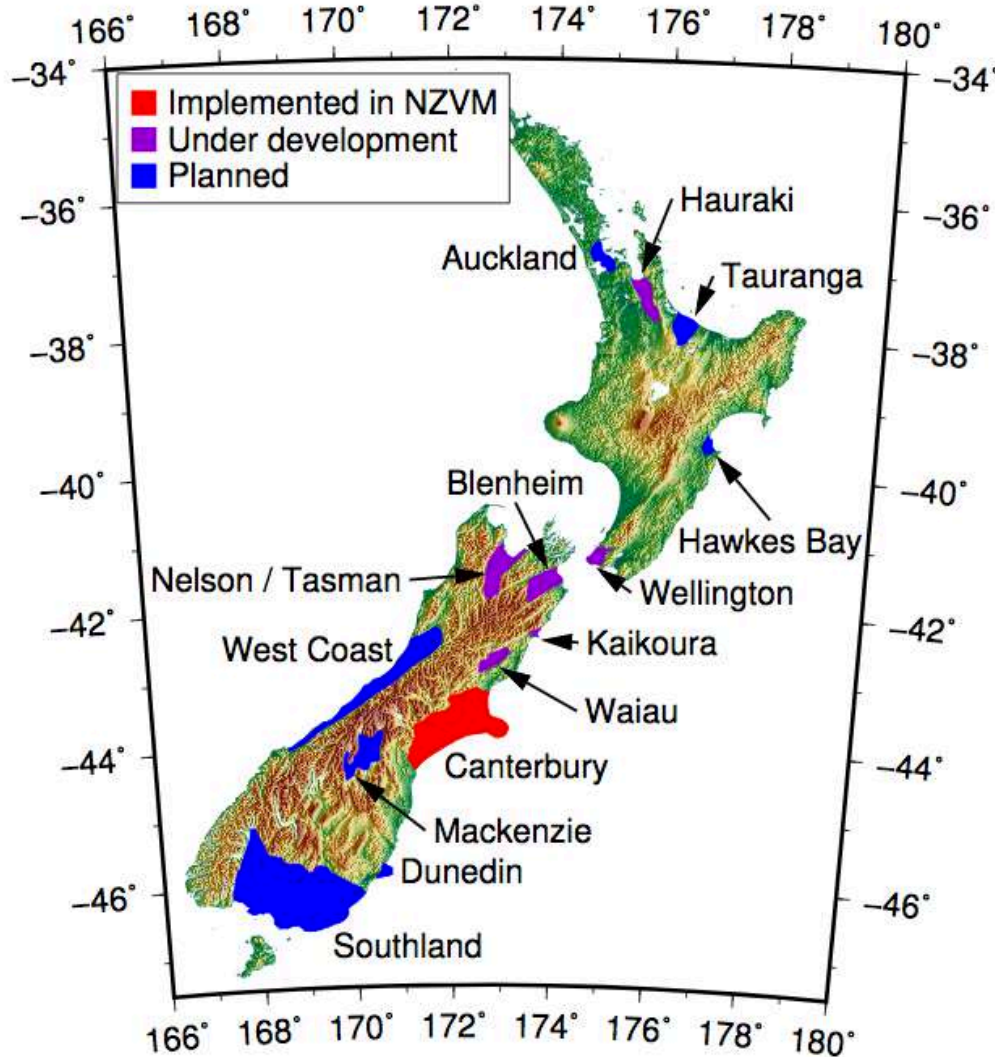 166° 168° 170° 172° 174° 176° 178° 180°
−34° −34°
Implemented in NZVM
Under development
Planned
−36° −36°
Hauraki
Auckland
Tauranga
−38° −38°
−40° −40°
Blenheim
Hawkes Bay
Nelson / Tasman
Wellington
−42° −42°
Kaikoura
West Coast
Waiau
−44° −44°
Canterbury
Mackenzie
Dunedin
−46° −46°
Southland
166° 168° 170° 172° 174° 176° 178° 180°